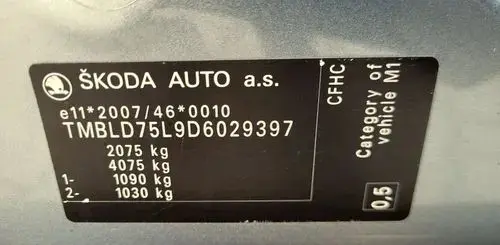 ŠKODA AUTO a.s.
e11*2007/46*0010
TMBLD75L9D6029397
2075 kg
4075 kg
1- 1090 kg
2- 1030 kg
CFHC
Category of
vehicle M1
0,5